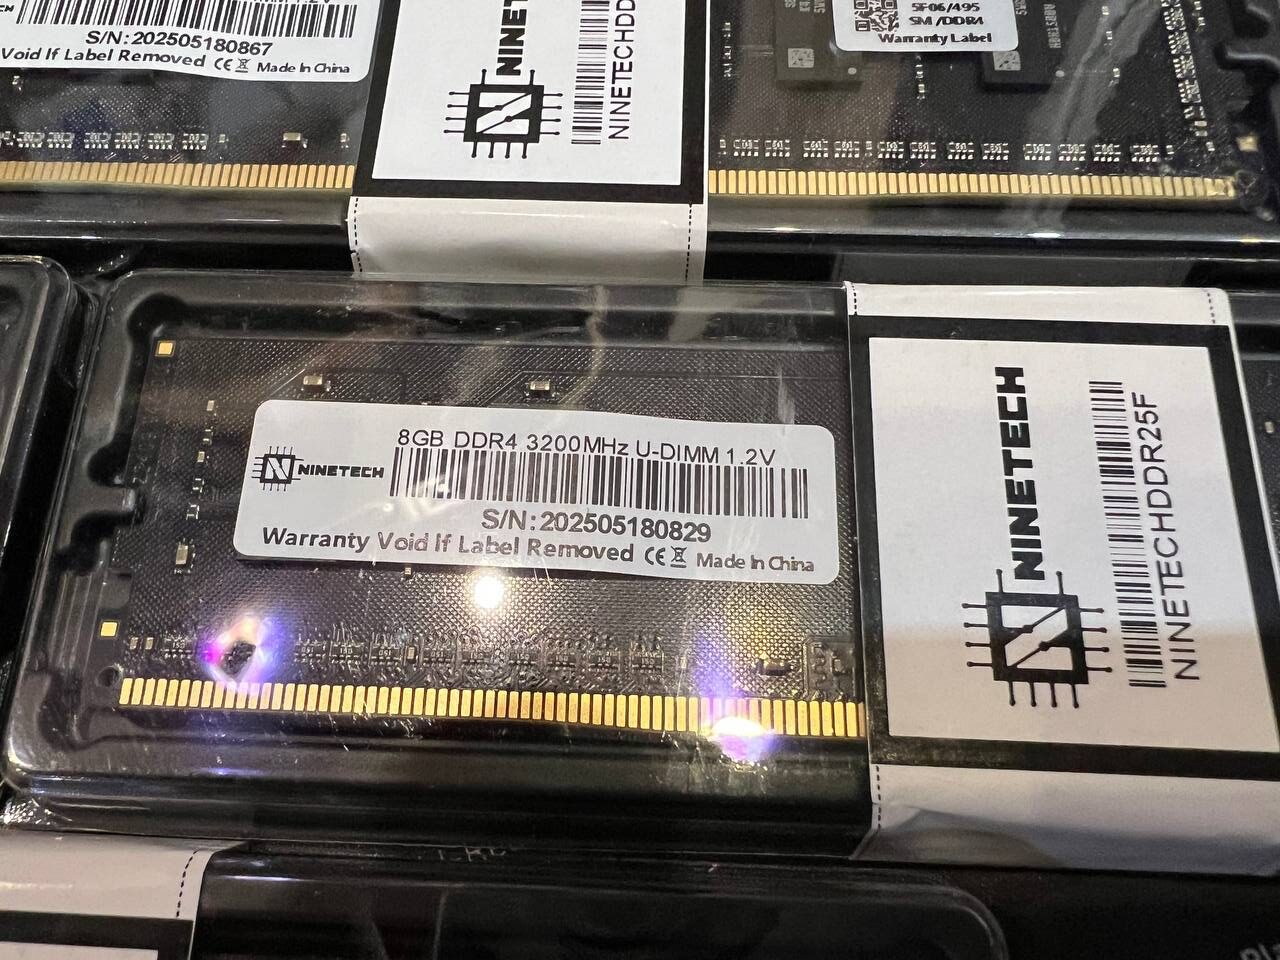 S/N:202505180867
Void If Label Removed CE Made In China
NINETECH
NINETECHDD
5F06/495
SM/DDR4
Warranty Label
8GB DDR4 3200MHz U-DIMM 1.2V
NINETECH
S/N:202505180829
Warranty Void If Label Removed CE Made In China
NINETECH
NINETECHDDR25F